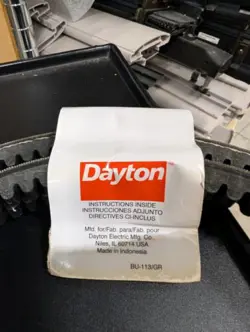 Dayton
INSTRUCTIONS INSIDE
INSTRUCCIONES ADJUNTO
DIRECTIVES CI-INCLUS
Mfd. for/Fab. para/Fab. pour
Dayton Electric Mfg. Co.
Niles, IL 60714 USA
Made in Indonesia
BU-113/GR